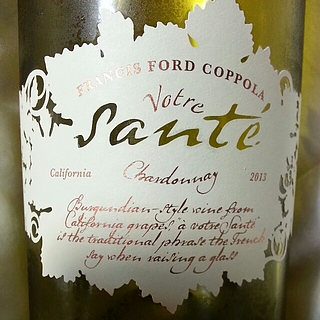 FRANCIS FORD COPPOLA
Votre
Santé
California Chardonnay 2013
Burgundian-style wine from
California grapes. "à votre Santé"
is the traditional phrase the French
say when raising a glass